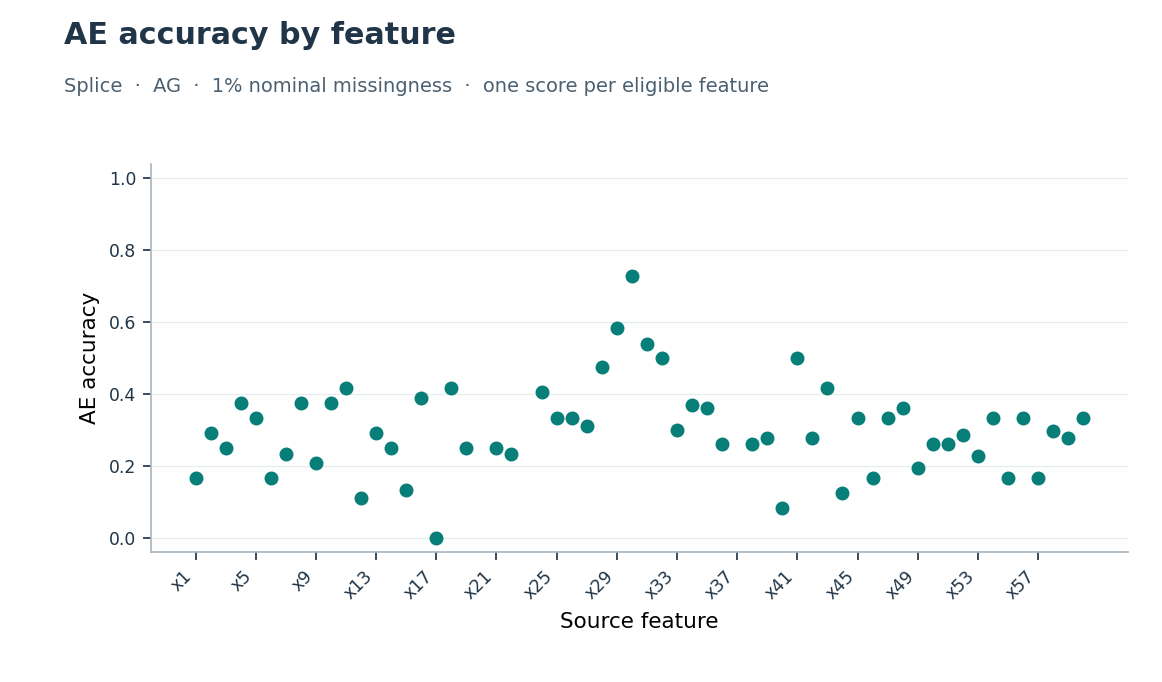 AE accuracy by feature
Splice · AG · 1% nominal missingness · one score per eligible feature
1.0
0.8
0.6
0.4
0.2
0.0
AE accuracy
x1 x5 x9 x13 x17 x21 x25 x29 x33 x37 x41 x45 x49 x53 x57
Source feature